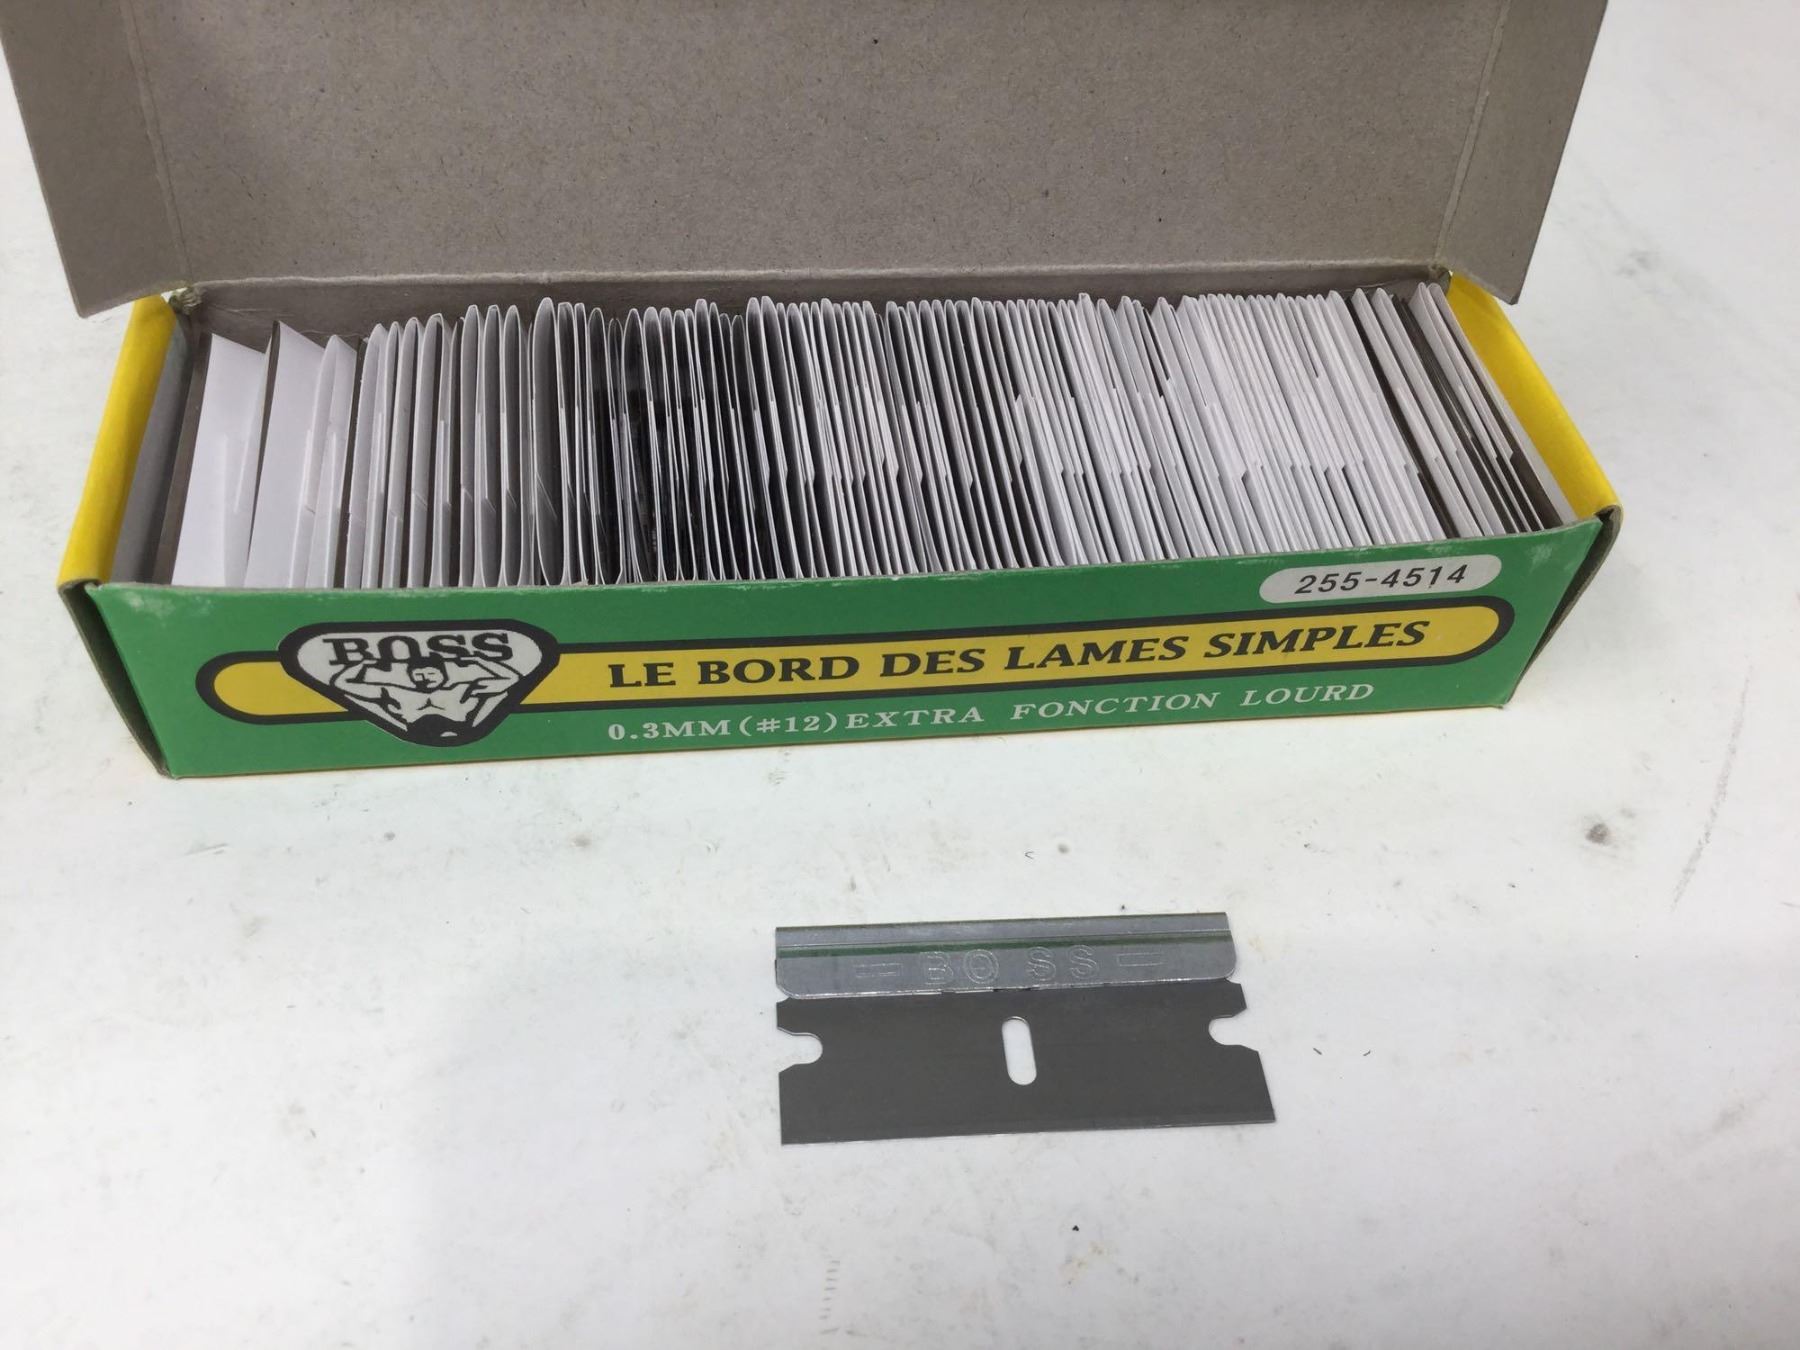 255-4514
BOSS
LE BORD DES LAMES SIMPLES
0.3MM(#12)EXTRA FONCTION LOURD
BOSS